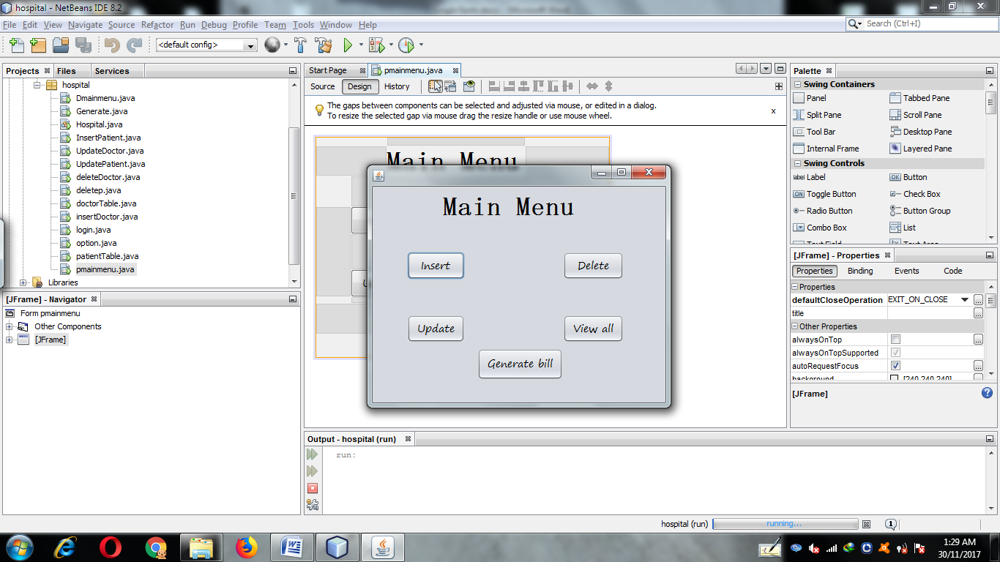 hospital - NetBeans IDE 8.2
File Edit View Navigate Source Refactor Run Debug Profile Team Tools Window Help
Search (Ctrl+I)
<default config>
Projects Files Services
hospital
Dmainmenu.java
Generate.java
Hospital.java
InsertPatient.java
UpdateDoctor.java
UpdatePatient.java
deleteDoctor.java
deletep.java
doctorTable.java
insertDoctor.java
login.java
option.java
patientTable.java
pmainmenu.java
Libraries
[JFrame] - Navigator
Form pmainmenu
Other Components
[JFrame]
Start Page pmainmenu.java
Source Design History
The gaps between components can be selected and adjusted via mouse, or edited in a dialog.
To resize the selected gap via mouse drag the resize handle or use mouse wheel.
x
Main Menu
Main Menu
Insert Delete
Update View all
Generate bill
Output - hospital (run)
run:
Palette
Swing Containers
Panel Tabbed Pane
Split Pane Scroll Pane
Tool Bar Desktop Pane
Internal Frame Layered Pane
Swing Controls
label Label OK Button
ON Toggle Button Check Box
Radio Button Button Group
Combo Box List
Text Field Text Area
[JFrame] - Properties
Properties Binding Events Code
Properties
defaultCloseOperation EXIT_ON_CLOSE ...
title ...
Other Properties
alwaysOnTop ...
alwaysOnTopSupported
autoRequestFocus ...
background [240,240,240] ...
[JFrame]
hospital (run) running... 1
1:29 AM
30/11/2017